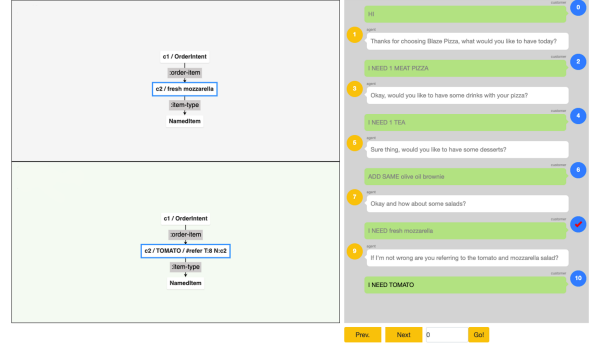 c1 / OrderIntent
:order-item
c2 / fresh mozzarella
:item-type
NamedItem
c1 / OrderIntent
:order-item
c2 / TOMATO / #refer T:8 N:c2
:item-type
NamedItem
customer
HI
0
agent
1
Thanks for choosing Blaze Pizza, what would you like to have today?
customer
I NEED 1 MEAT PIZZA
2
agent
3
Okay, would you like to have some drinks with your pizza?
customer
I NEED 1 TEA
4
agent
5
Sure thing, would you like to have some desserts?
customer
ADD SAME olive oil brownie
6
agent
7
Okay and how about some salads?
customer
I NEED fresh mozzarella
agent
9
If I'm not wrong are you referring to the tomato and mozzarella salad?
customer
I NEED TOMATO
10
Prev. Next 0 Go!